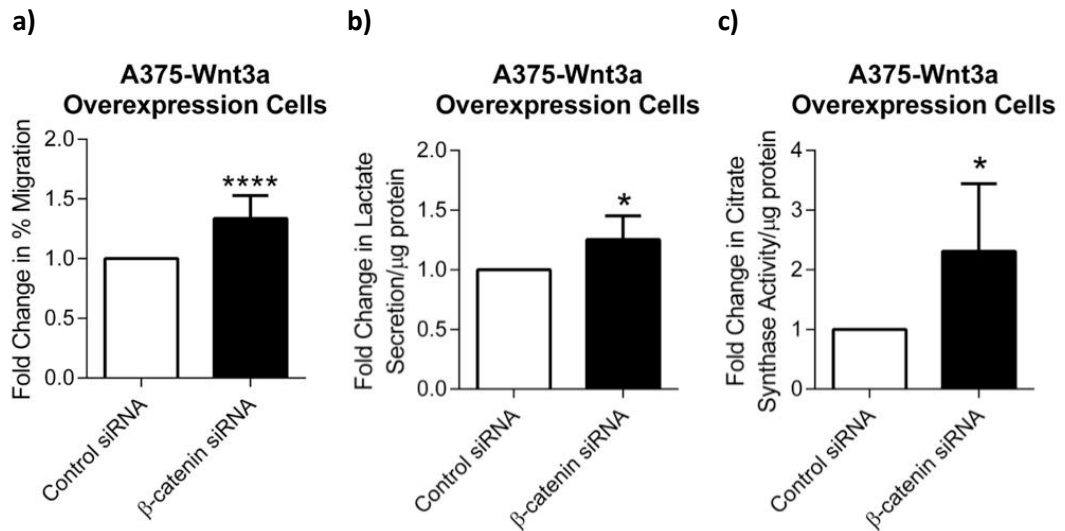 a)
A375-Wnt3a
Overexpression Cells
Fold Change in % Migration
2.0
1.5
1.0
0.5
0.0
****
Control siRNA
β-catenin siRNA
b)
A375-Wnt3a
Overexpression Cells
Fold Change in Lactate
Secretion/μg protein
2.0
1.5
1.0
0.5
0.0
*
Control siRNA
β-catenin siRNA
c)
A375-Wnt3a
Overexpression Cells
Fold Change in Citrate
Synthase Activity/μg protein
4
3
2
1
0
*
Control siRNA
β-catenin siRNA